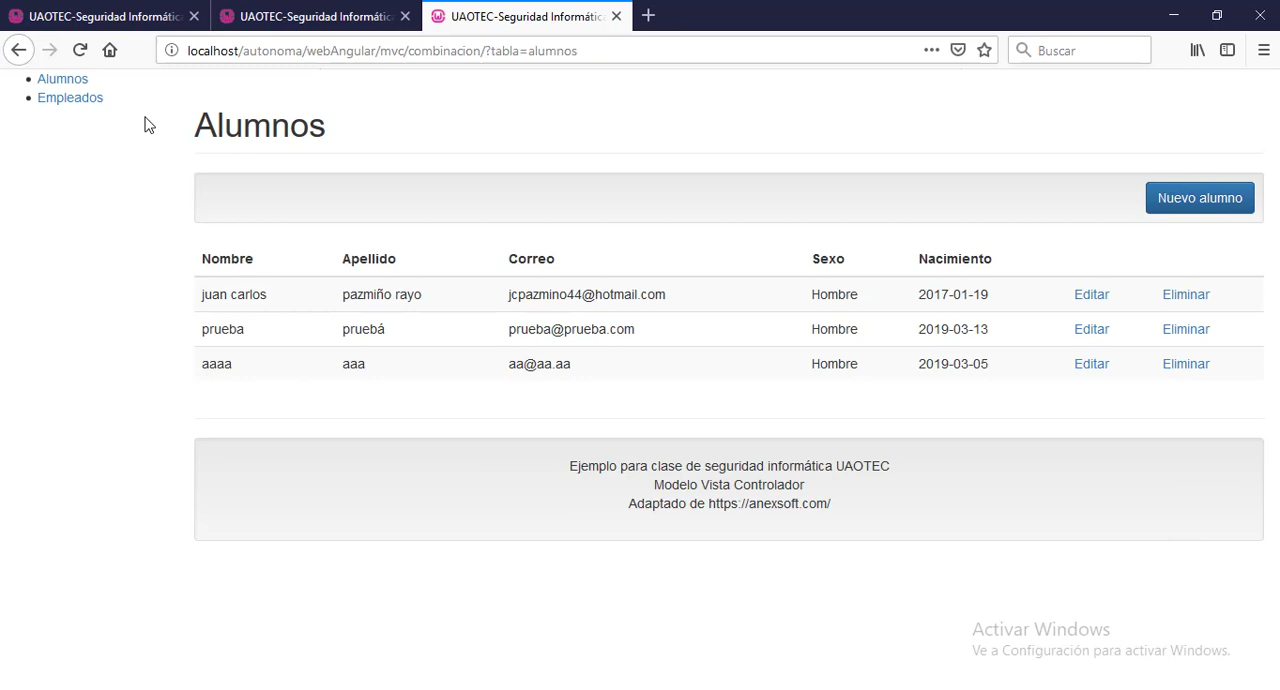 UAOTEC-Seguridad Informática
UAOTEC-Seguridad Informática
UAOTEC-Seguridad Informática
localhost/autonoma/webAngular/mvc/combinacion/?tabla=alumnos
Buscar
Alumnos
Empleados
Alumnos
Nuevo alumno
Nombre Apellido Correo Sexo Nacimiento
juan carlos pazmiño rayo jcpazmino44@hotmail.com Hombre 2017-01-19 Editar Eliminar
prueba pruebá prueba@prueba.com Hombre 2019-03-13 Editar Eliminar
aaaa aaa aa@aa.aa Hombre 2019-03-05 Editar Eliminar
Ejemplo para clase de seguridad informática UAOTEC
Modelo Vista Controlador
Adaptado de https://anexsoft.com/
Activar Windows
Ve a Configuración para activar Windows.